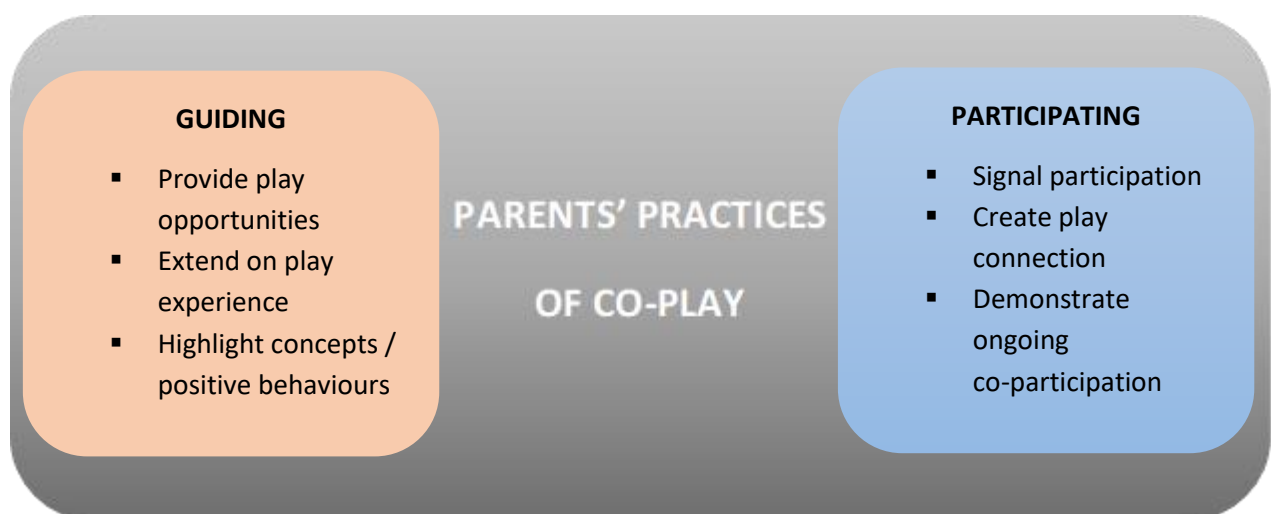 GUIDING
▪ Provide play
opportunities
▪ Extend on play
experience
▪ Highlight concepts /
positive behaviours
PARENTS’ PRACTICES
OF CO-PLAY
PARTICIPATING
▪ Signal participation
▪ Create play
connection
▪ Demonstrate
ongoing
co-participation